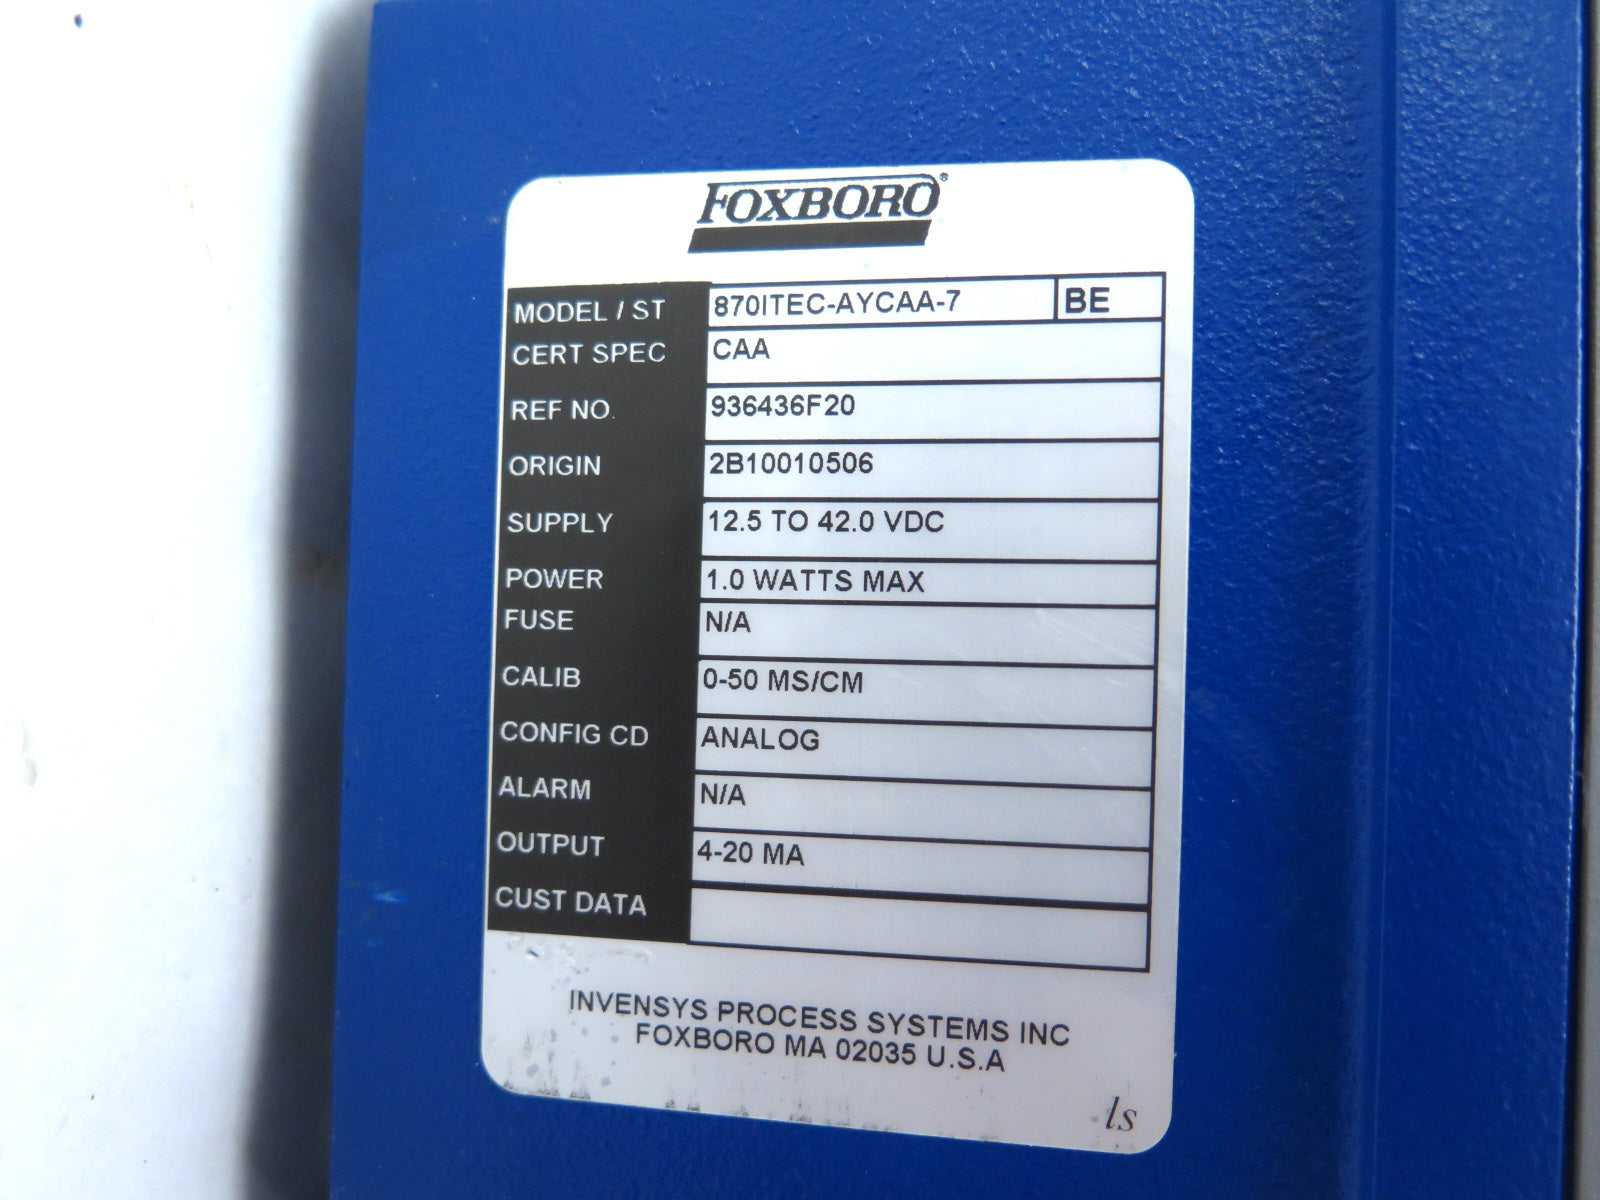 FOXBORO®
MODEL / ST 870ITEC-AYCAA-7 BE
CERT SPEC CAA
REF NO. 936436F20
ORIGIN 2B10010506
SUPPLY 12.5 TO 42.0 VDC
POWER 1.0 WATTS MAX
FUSE N/A
CALIB 0-50 MS/CM
CONFIG CD ANALOG
ALARM N/A
OUTPUT 4-20 MA
CUST DATA
INVENSYS PROCESS SYSTEMS INC
FOXBORO MA 02035 U.S.A
ls